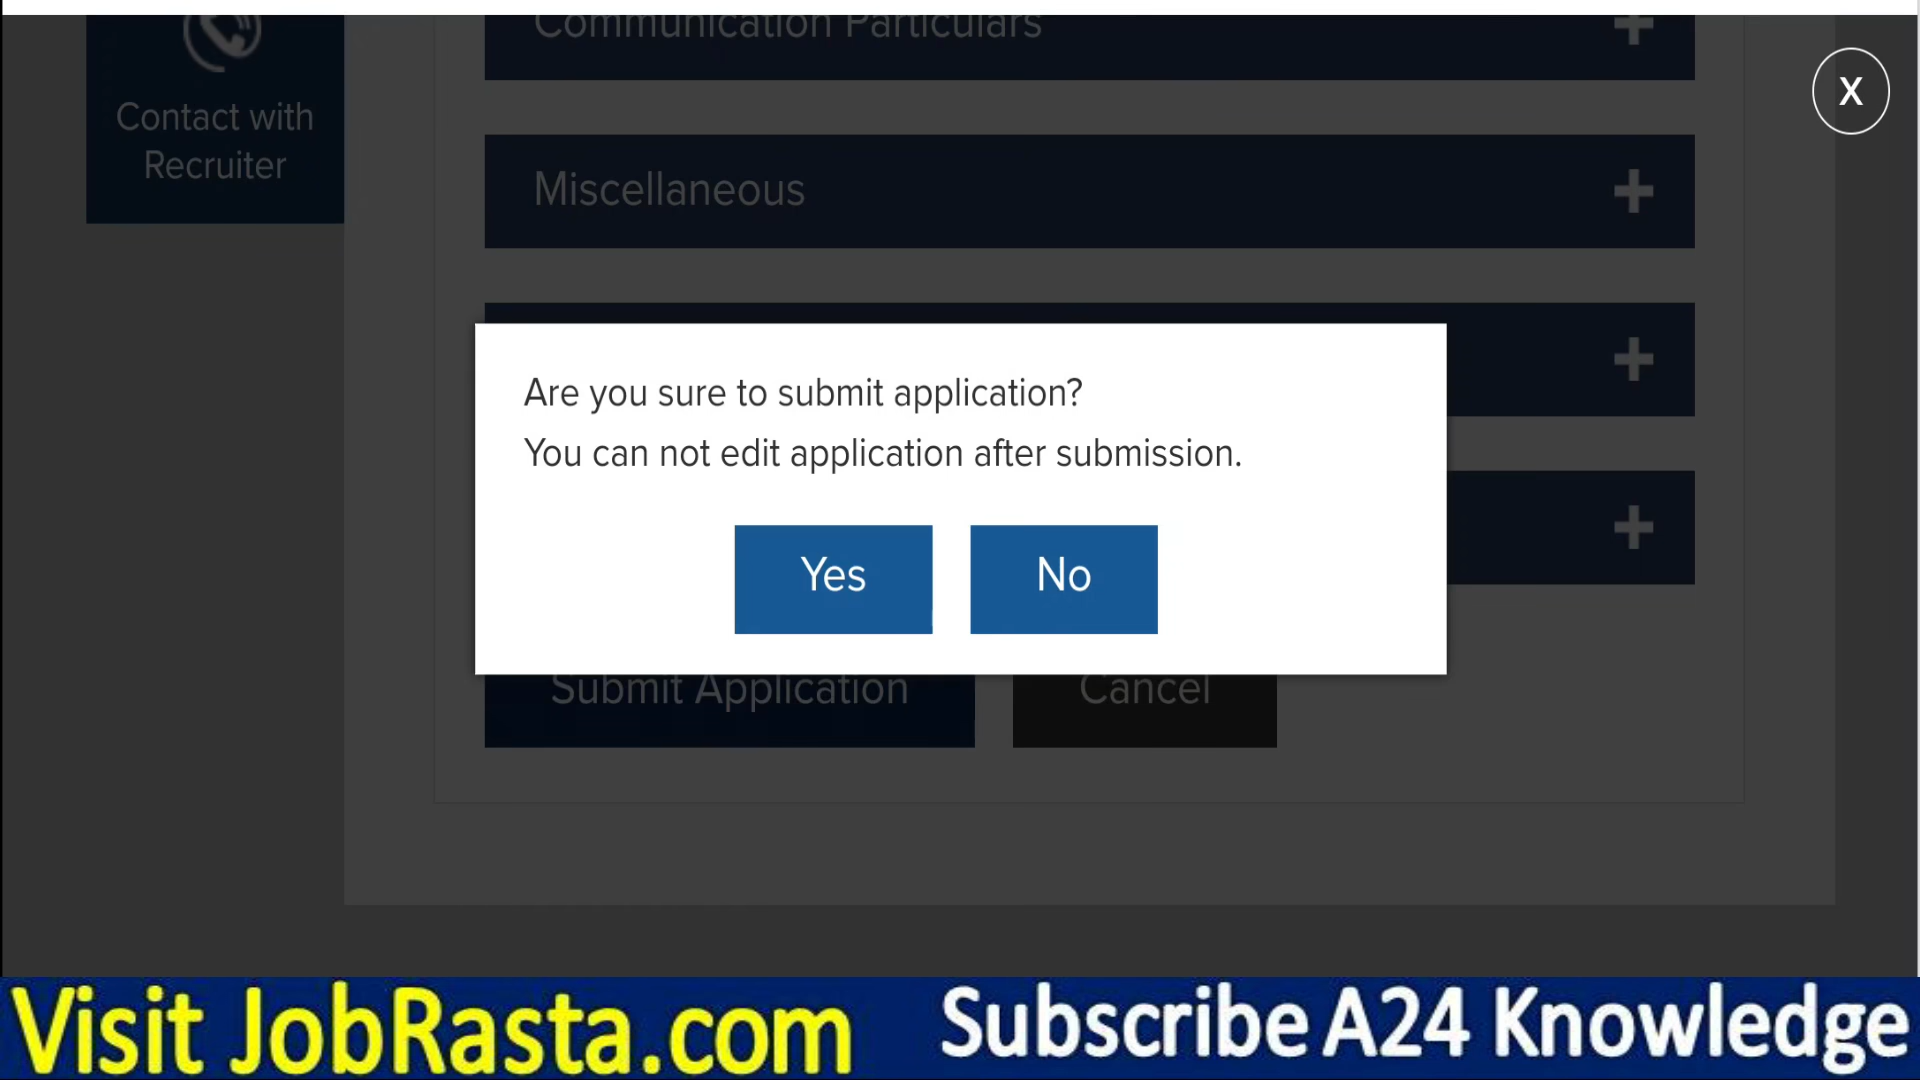 Communication Particulars
Contact with
Recruiter
X
Miscellaneous
Are you sure to submit application?
You can not edit application after submission.
Yes
No
Submit Application
Cancel
Visit JobRasta.com
Subscribe A24 Knowledge